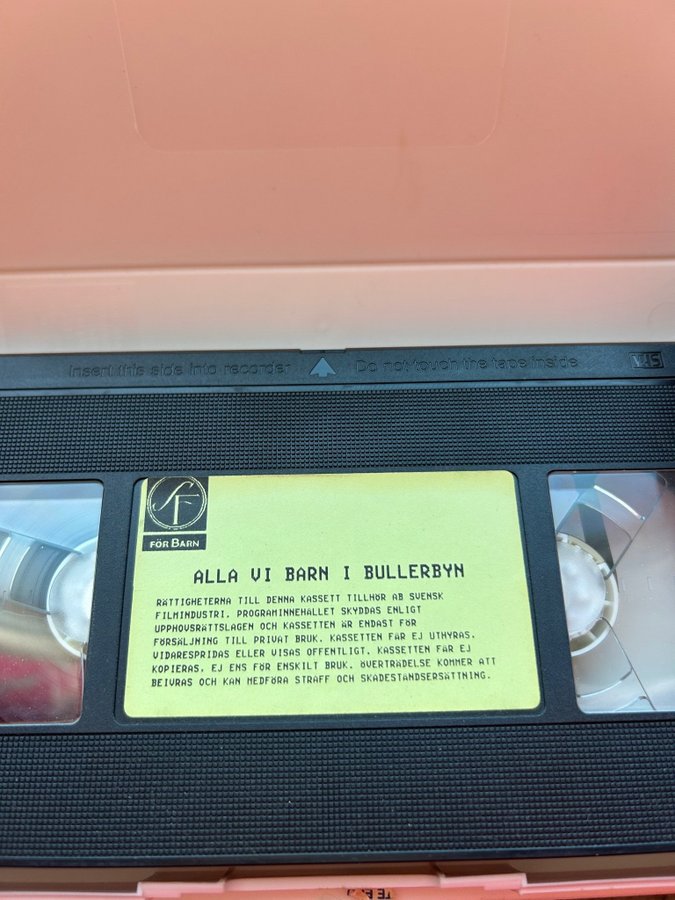 Insert this side into recorder Do not touch the tape inside VHS
SF
FÖR BARN
ALLA VI BARN I BULLERBYN
RÄTTIGHETERNA TILL DENNA KASSETT TILLHÖR AB SVENSK
FILMINDUSTRI. PROGRAMINNEHÅLLET SKYDDAS ENLIGT
UPPHOVSRÄTTSLAGEN OCH KASSETTEN ÄR ENDAST FÖR
FÖRSÄLJNING TILL PRIVAT BRUK. KASSETTEN FÅR EJ UTHYRAS,
VIDARESPRIDAS ELLER VISAS OFFENTLIGT. KASSETTEN FÅR EJ
KOPIERAS, EJ ENS FÖR ENSKILT BRUK. ÖVERTRÄDELSE KOMMER ATT
BEIVRAS OCH KAN MEDFÖRA STRAFF OCH SKADESTÅNDSERSÄTTNING.